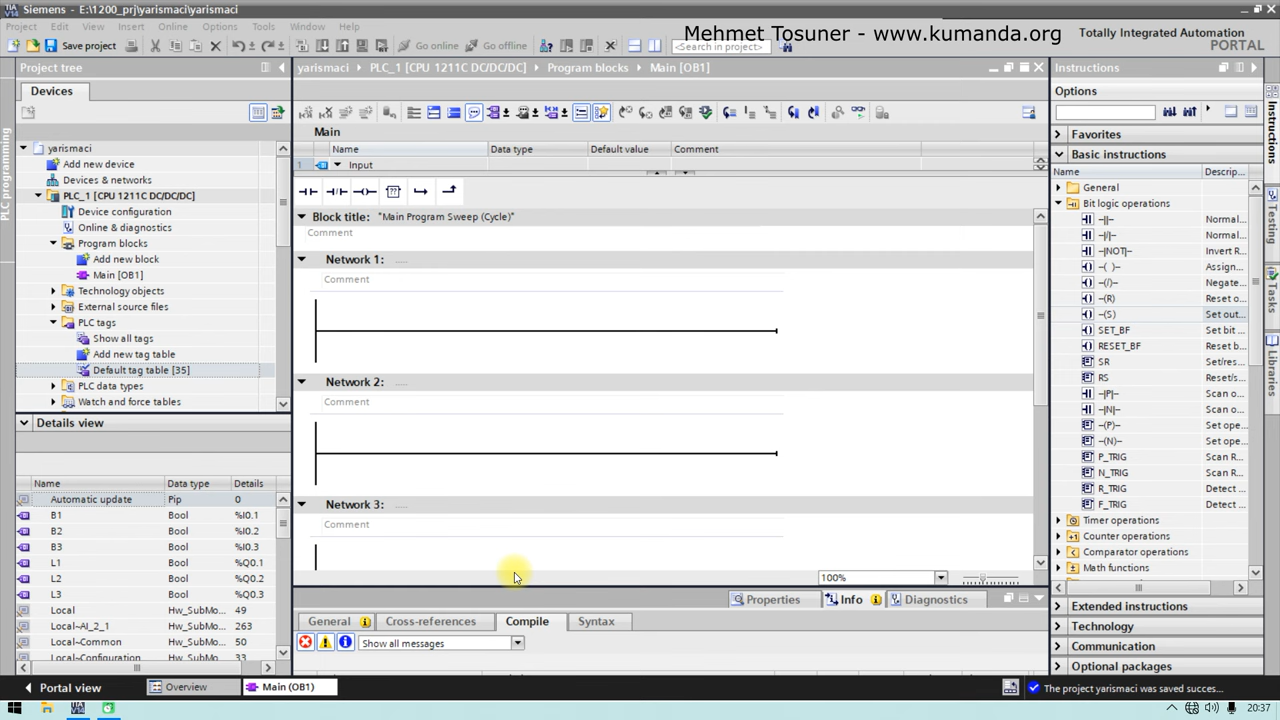 Siemens - E:\1200_prj\yarismaci\yarismaci
Project Edit View Insert Online Options Tools Window Help
Mehmet Tosuner - www.kumanda.org
Totally Integrated Automation
PORTAL
Save project
Go online
Go offline
<Search in project>
Project tree
yarismaci PLC_1 [CPU 1211C DC/DC/DC] Program blocks Main [OB1]
Instructions
Devices
Options
Main
Name Data type Default value Comment
1 Input
Favorites
Basic instructions
Name Descrip...
yarismaci
Add new device
Devices & networks
PLC_1 [CPU 1211C DC/DC/DC]
Device configuration
Online & diagnostics
Program blocks
Add new block
Main [OB1]
Technology objects
External source files
PLC tags
Show all tags
Add new tag table
Default tag table [35]
PLC data types
Watch and force tables
Block title: "Main Program Sweep (Cycle)"
Comment
Network 1: .....
Comment
Network 2: .....
Comment
Network 3: .....
Comment
100%
General
Bit logic operations
-||- Normal...
-|/|- Normal...
-|NOT|- Invert R...
-( )- Assign...
-(/)- Negate...
-(R) Reset o...
-(S) Set out...
SET_BF Set bit ...
RESET_BF Reset b...
SR Set/res...
RS Reset/s...
-|P|- Scan o...
-|N|- Scan o...
-(P)- Set ope...
-(N)- Set ope...
P_TRIG Scan R...
N_TRIG Scan R...
R_TRIG Detect ...
F_TRIG Detect ...
Timer operations
Counter operations
Comparator operations
Math functions
Extended instructions
Technology
Communication
Optional packages
Details view
Name Data type Details
Automatic update Pip 0
B1 Bool %I0.1
B2 Bool %I0.2
B3 Bool %I0.3
L1 Bool %Q0.1
L2 Bool %Q0.2
L3 Bool %Q0.3
Local Hw_SubMo... 49
Local~AI_2_1 Hw_SubMo... 263
Local~Common Hw_SubMo... 50
Local~Configuration Hw_SubMo... 33
Properties Info Diagnostics
General Cross-references Compile Syntax
Show all messages
PLC programming
Instructions
Testing
Tasks
Libraries
Portal view
Overview
Main (OB1)
The project yarismaci was saved succes...
20:37